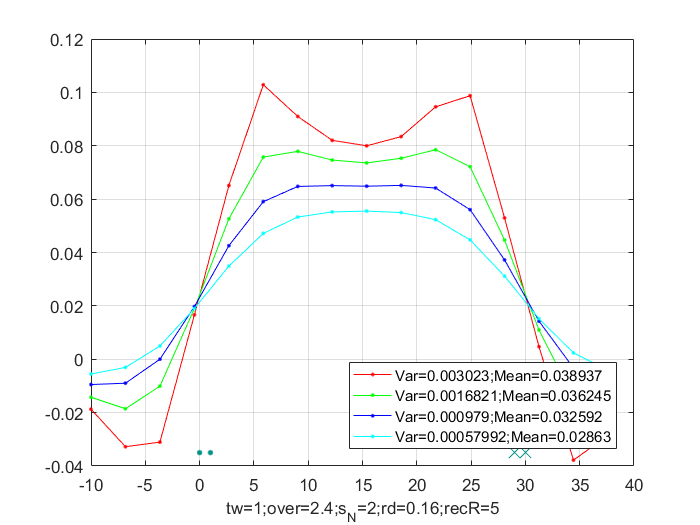 0.12
0.1
0.08
0.06
0.04
0.02
0
-0.02
-0.04
-10 -5 0 5 10 15 20 25 30 35 40
Var=0.003023;Mean=0.038937
Var=0.0016821;Mean=0.036245
Var=0.000979;Mean=0.032592
Var=0.00057992;Mean=0.02863
tw=1;over=2.4;s_N=2;rd=0.16;recR=5